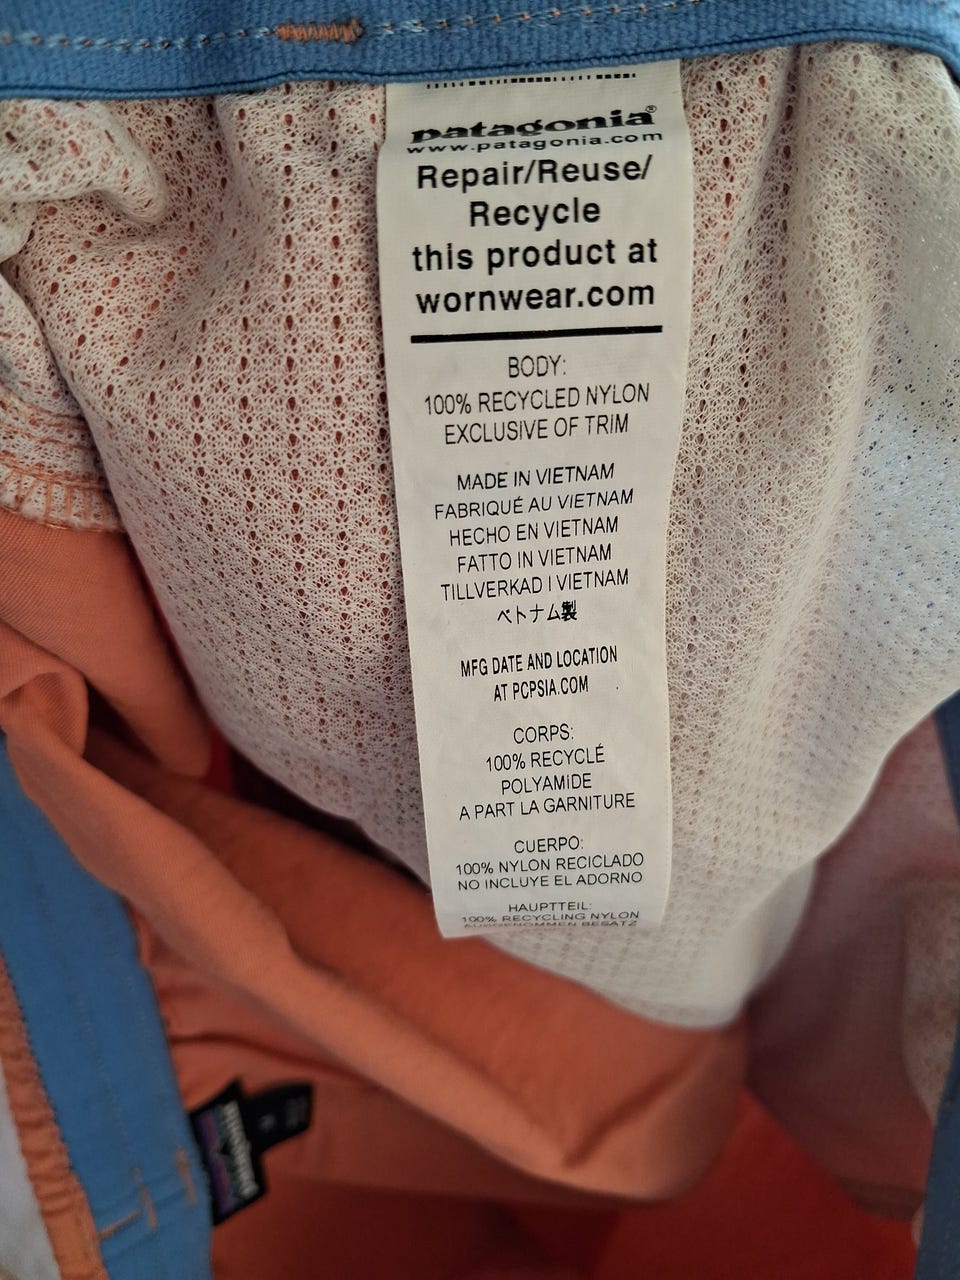 patagonia®
www.patagonia.com
Repair/Reuse/
Recycle
this product at
wornwear.com
BODY:
100% RECYCLED NYLON
EXCLUSIVE OF TRIM
MADE IN VIETNAM
FABRIQUÉ AU VIETNAM
HECHO EN VIETNAM
FATTO IN VIETNAM
TILLVERKAD I VIETNAM
ベトナム製
MFG DATE AND LOCATION
AT PCPSIA.COM
CORPS:
100% RECYCLÉ
POLYAMIDE
A PART LA GARNITURE
CUERPO:
100% NYLON RECICLADO
NO INCLUYE EL ADORNO
HAUPTTEIL:
100% RECYCLING NYLON
AUSGENOMMEN BESATZ